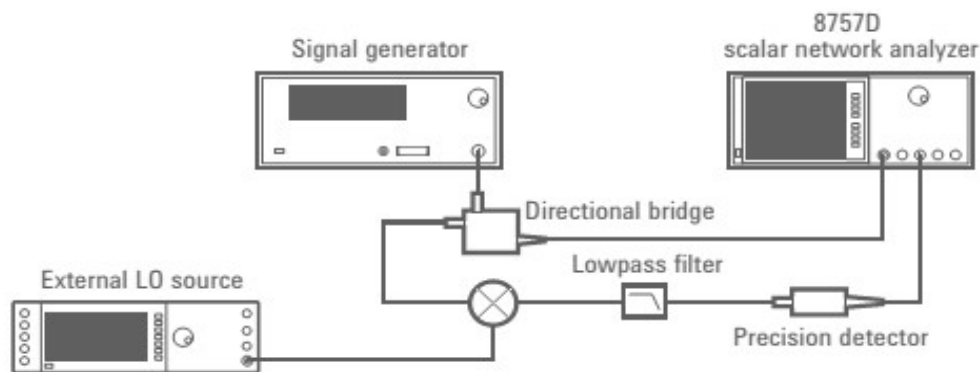 8757D
Signal generator
scalar network analyzer
Directional bridge
Lowpass filter
External LO source
Precision detector